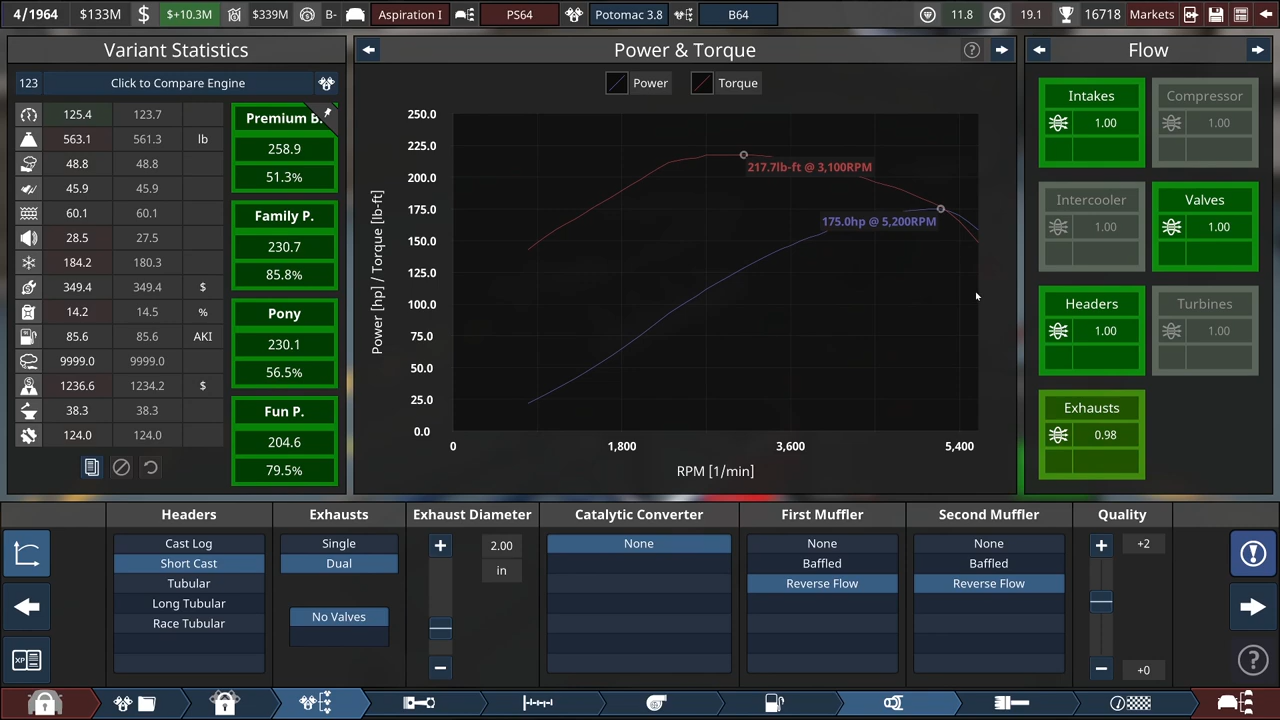 4/1964 $133M $ $+10.3M $339M B- Aspiration I PS64 Potomac 3.8 B64 11.8 19.1 16718 Markets
Variant Statistics
123 Click to Compare Engine
125.4 123.7
563.1 561.3 lb
48.8 48.8
45.9 45.9
60.1 60.1
28.5 27.5
184.2 180.3
349.4 349.4 $
14.2 14.5 %
85.6 85.6 AKI
9999.0 9999.0
1236.6 1234.2 $
38.3 38.3
124.0 124.0
Premium B.
258.9
51.3%
Family P.
230.7
85.8%
Pony
230.1
56.5%
Fun P.
204.6
79.5%
Power & Torque
?
Power Torque
Power [hp] / Torque [lb-ft]
250.0
225.0
200.0
175.0
150.0
125.0
100.0
75.0
50.0
25.0
0.0
217.7lb-ft @ 3,100RPM
175.0hp @ 5,200RPM
0 1,800 3,600 5,400
RPM [1/min]
Flow
Intakes
1.00
Compressor
1.00
Intercooler
1.00
Valves
1.00
Headers
1.00
Turbines
1.00
Exhausts
0.98
Headers
Cast Log
Short Cast
Tubular
Long Tubular
Race Tubular
Exhausts
Single
Dual
No Valves
Exhaust Diameter
+ 2.00
in
−
Catalytic Converter
None
First Muffler
None
Baffled
Reverse Flow
Second Muffler
None
Baffled
Reverse Flow
Quality
+ +2
− +0
XP
?